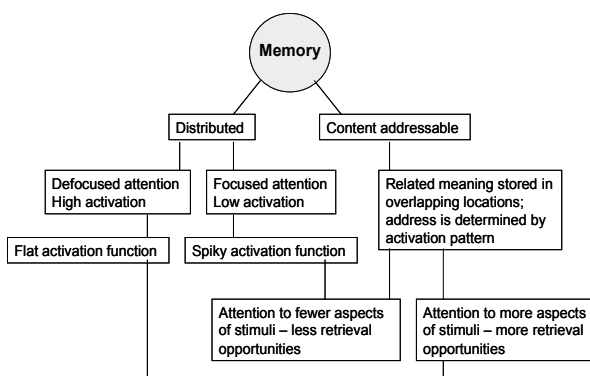 Memory
Distributed
Content addressable
Defocused attention
High activation
Focused attention
Low activation
Related meaning stored in
overlapping locations;
address is determined by
activation pattern
Flat activation function
Spiky activation function
Attention to fewer aspects
of stimuli – less retrieval
opportunities
Attention to more aspects
of stimuli – more retrieval
opportunities